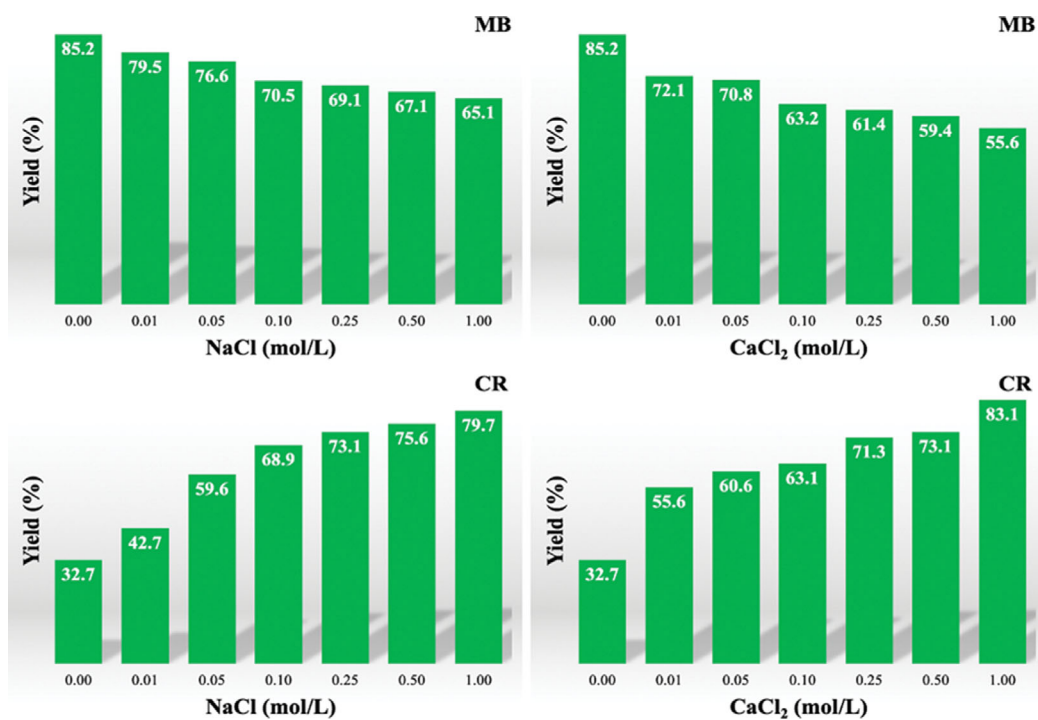 MB
85.2
79.5
76.6
70.5
69.1
67.1
65.1
Yield (%)
0.00 0.01 0.05 0.10 0.25 0.50 1.00
NaCl (mol/L)
MB
85.2
72.1
70.8
63.2
61.4
59.4
55.6
Yield (%)
0.00 0.01 0.05 0.10 0.25 0.50 1.00
CaCl₂ (mol/L)
CR
32.7
42.7
59.6
68.9
73.1
75.6
79.7
Yield (%)
0.00 0.01 0.05 0.10 0.25 0.50 1.00
NaCl (mol/L)
CR
32.7
55.6
60.6
63.1
71.3
73.1
83.1
Yield (%)
0.00 0.01 0.05 0.10 0.25 0.50 1.00
CaCl₂ (mol/L)